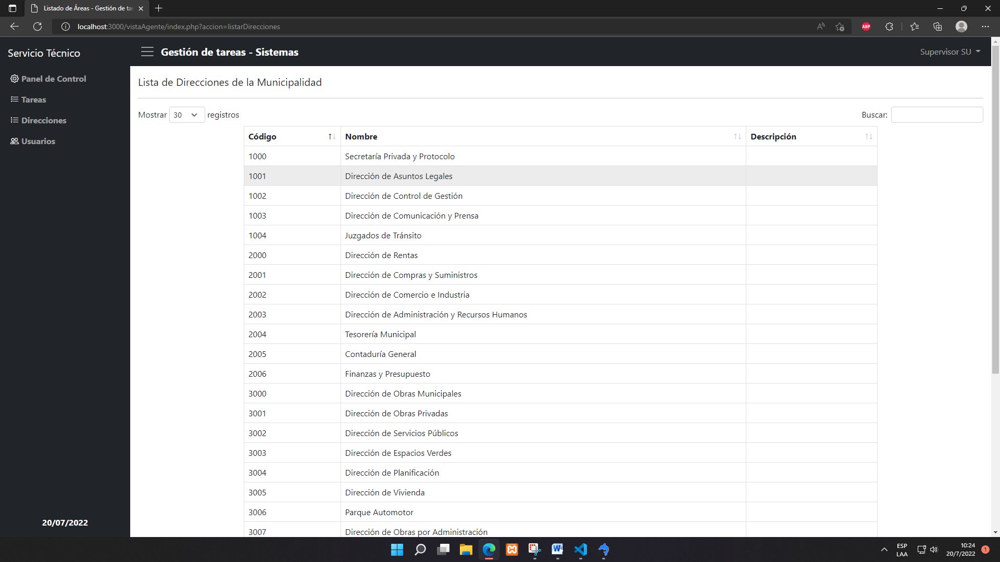 Listado de Áreas - Gestión de tar
localhost:3000/vistaAgente/index.php?accion=listarDirecciones
ABP
Servicio Técnico
Gestión de tareas - Sistemas
Supervisor SU
Panel de Control
Tareas
Direcciones
Usuarios
20/07/2022
Lista de Direcciones de la Municipalidad
Mostrar 30 registros
Buscar:
Código Nombre Descripción
1000 Secretaría Privada y Protocolo
1001 Dirección de Asuntos Legales
1002 Dirección de Control de Gestión
1003 Dirección de Comunicación y Prensa
1004 Juzgados de Tránsito
2000 Dirección de Rentas
2001 Dirección de Compras y Suministros
2002 Dirección de Comercio e Industria
2003 Dirección de Administración y Recursos Humanos
2004 Tesorería Municipal
2005 Contaduría General
2006 Finanzas y Presupuesto
3000 Dirección de Obras Municipales
3001 Dirección de Obras Privadas
3002 Dirección de Servicios Públicos
3003 Dirección de Espacios Verdes
3004 Dirección de Planificación
3005 Dirección de Vivienda
3006 Parque Automotor
3007 Dirección de Obras por Administración
ESP
LAA
10:24
20/7/2022
1